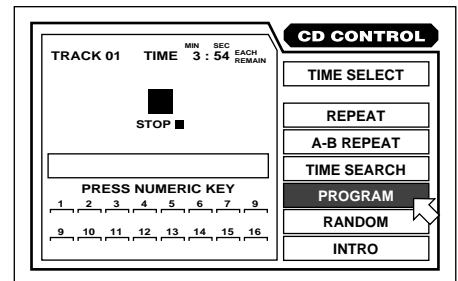 CD CONTROL
TRACK 01 TIME MIN 3 : SEC 54 EACH REMAIN
STOP
PRESS NUMERIC KEY
1 2 3 4 5 6 7 9
9 10 11 12 13 14 15 16
TIME SELECT
REPEAT
A-B REPEAT
TIME SEARCH
PROGRAM
RANDOM
INTRO